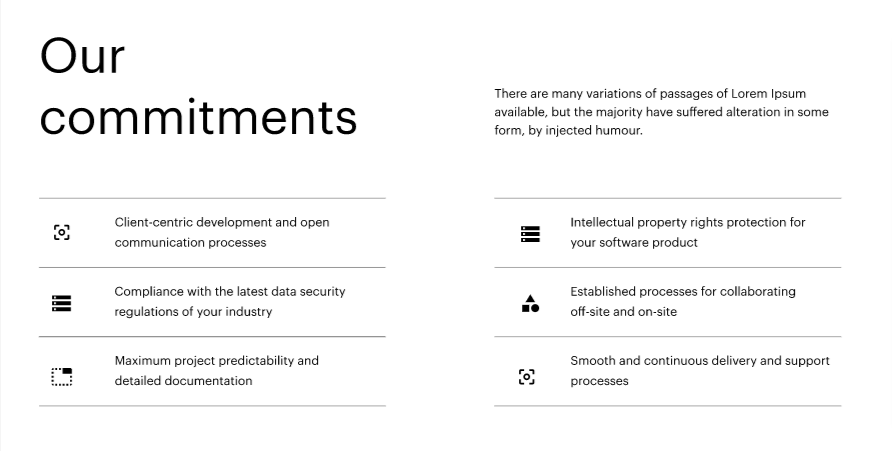 Our
commitments
There are many variations of passages of Lorem Ipsum
available, but the majority have suffered alteration in some
form, by injected humour.
Client-centric development and open
communication processes
Compliance with the latest data security
regulations of your industry
Maximum project predictability and
detailed documentation
Intellectual property rights protection for
your software product
Established processes for collaborating
off-site and on-site
Smooth and continuous delivery and support
processes